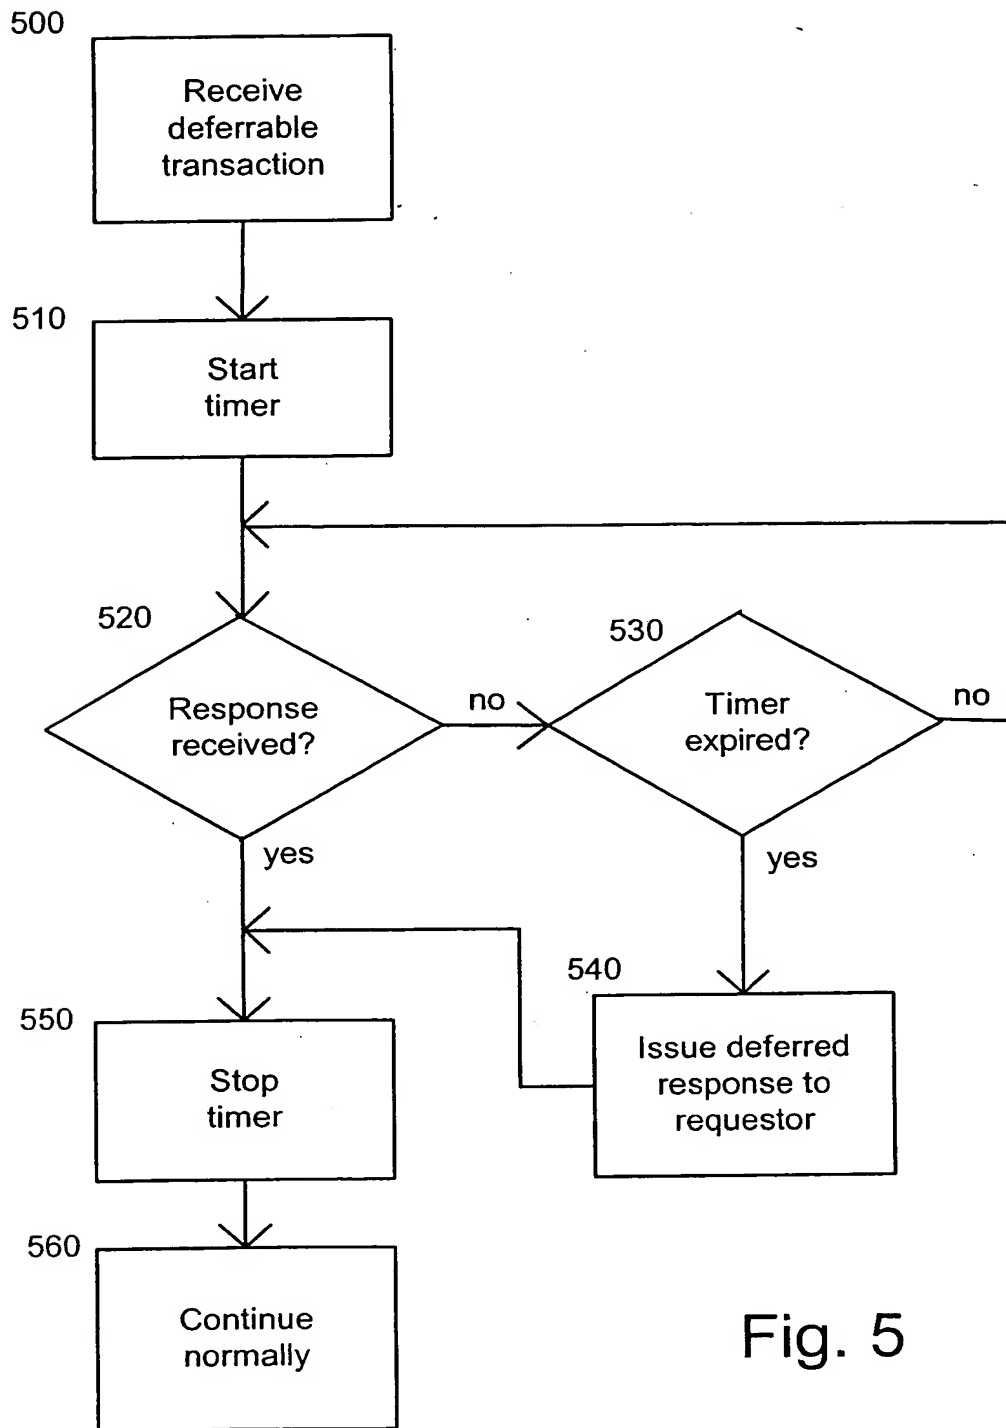 500
Receive
deferrable
transaction
510
Start
timer
520
Response
received?
no
530
Timer
expired?
no
yes
yes
540
Issue deferred
response to
requestor
550
Stop
timer
560
Continue
normally
Fig. 5